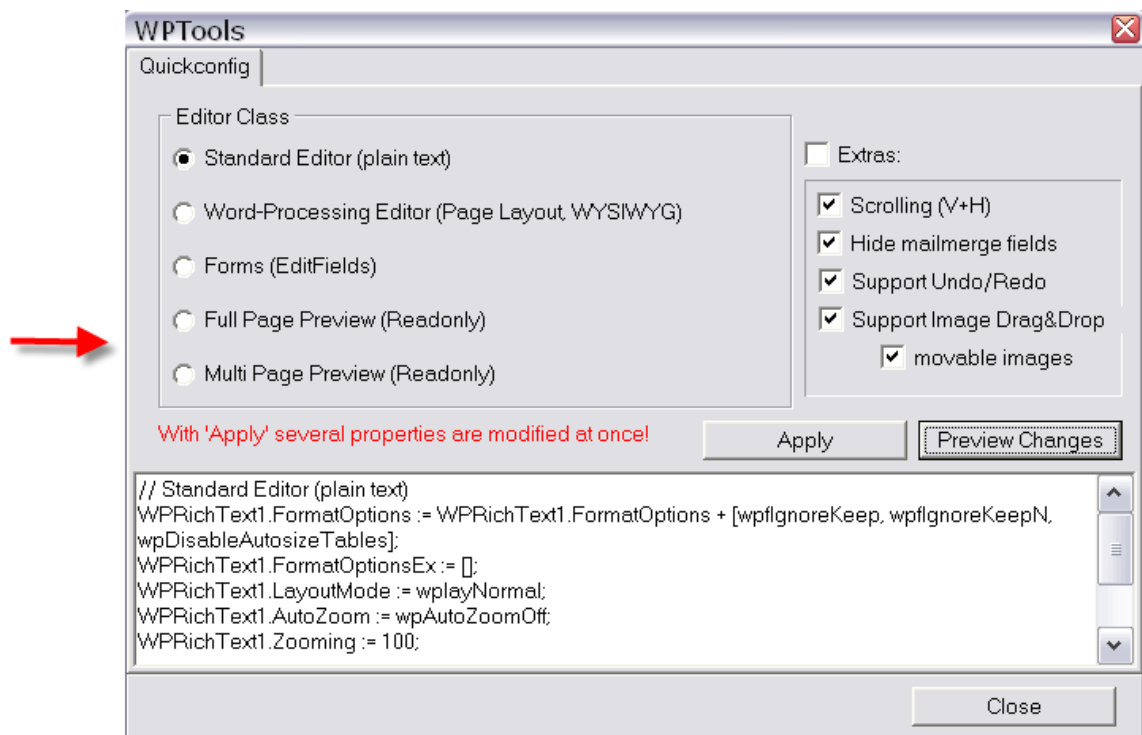 WPTools
Quickconfig
Editor Class
Standard Editor (plain text)
Word-Processing Editor (Page Layout, WYSIWYG)
Forms (EditFields)
Full Page Preview (Readonly)
Multi Page Preview (Readonly)
Extras:
Scrolling (V+H)
Hide mailmerge fields
Support Undo/Redo
Support Image Drag&Drop
movable images
With 'Apply' several properties are modified at once!
Apply
Preview Changes
// Standard Editor (plain text)
WPRichText1.FormatOptions := WPRichText1.FormatOptions + [wpfIgnoreKeep, wpfIgnoreKeepN,
wpDisableAutosizeTables];
WPRichText1.FormatOptionsEx := [];
WPRichText1.LayoutMode := wplayNormal;
WPRichText1.AutoZoom := wpAutoZoomOff;
WPRichText1.Zooming := 100;
Close